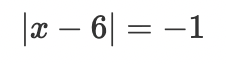 |x − 6| = −1